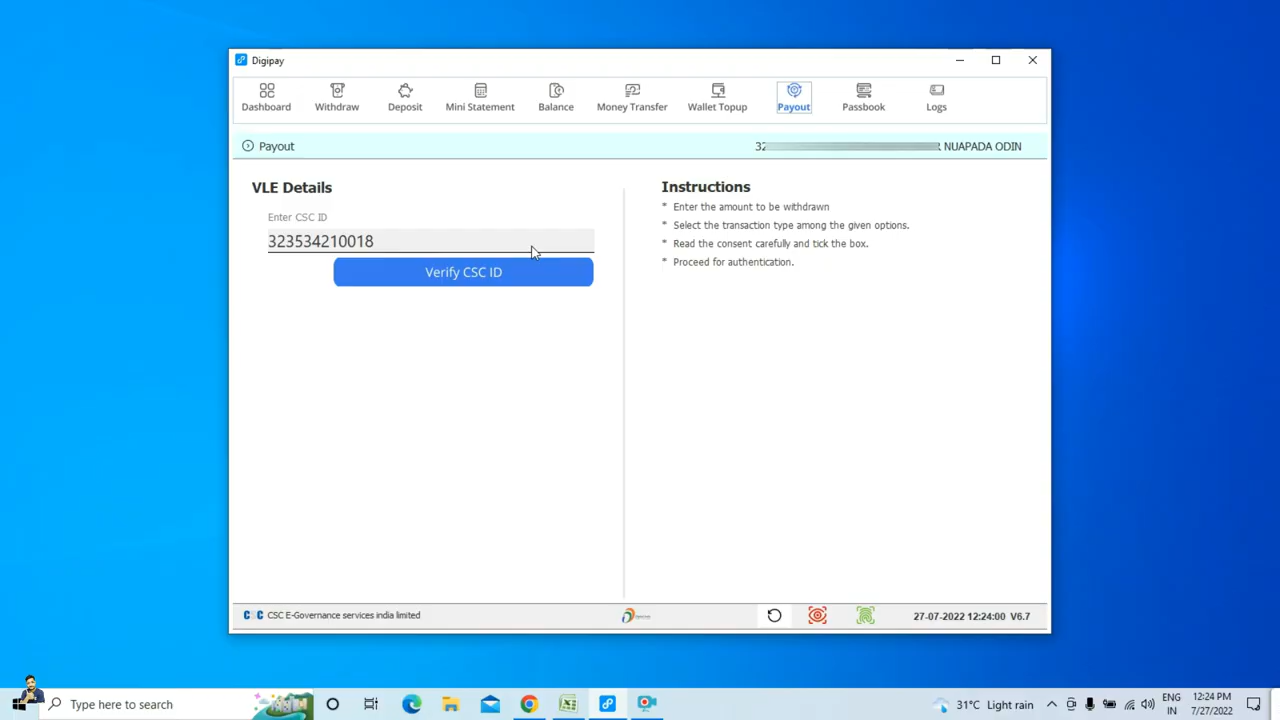 Digipay
Dashboard Withdraw Deposit Mini Statement Balance Money Transfer Wallet Topup Payout Passbook Logs
Payout
NUAPADA ODIN
VLE Details
Enter CSC ID
323534210018
Verify CSC ID
Instructions
* Enter the amount to be withdrawn
* Select the transaction type among the given options.
* Read the consent carefully and tick the box.
* Proceed for authentication.
CSC CSC E-Governance services india limited
27-07-2022 12:24:00 V6.7
Type here to search
31°C Light rain
ENG
IN
12:24 PM
7/27/2022